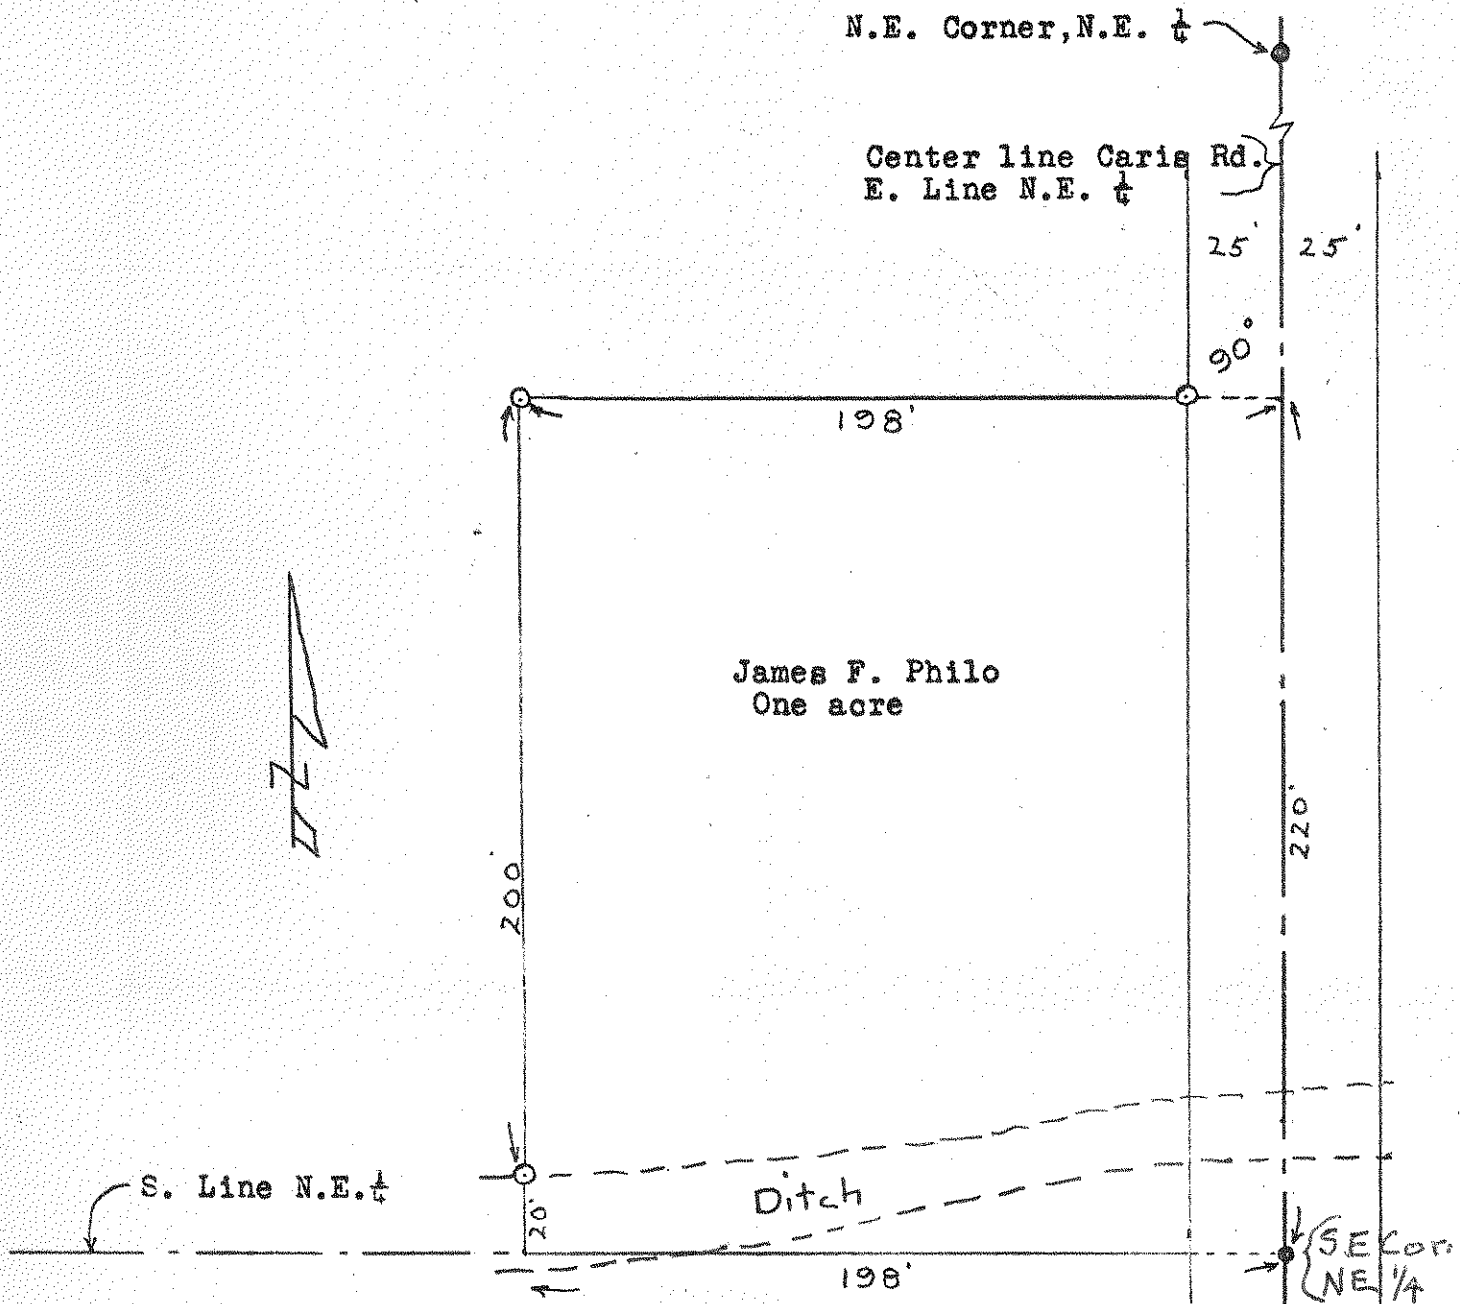 N.E. Corner, N.E. ¼
Center line Caris Rd.
E. Line N.E. ¼
25' 25'
90°
198'
James F. Philo
One acre
220'
200'
S. Line N.E. ¼
20'
Ditch
198'
S.E Cor.
NE 1/4